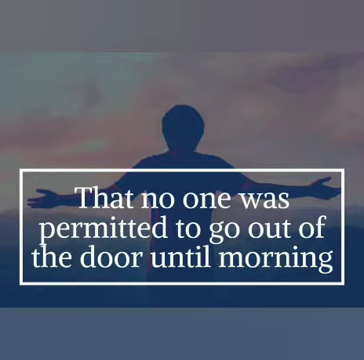 That no one was
permitted to go out of
the door until morning